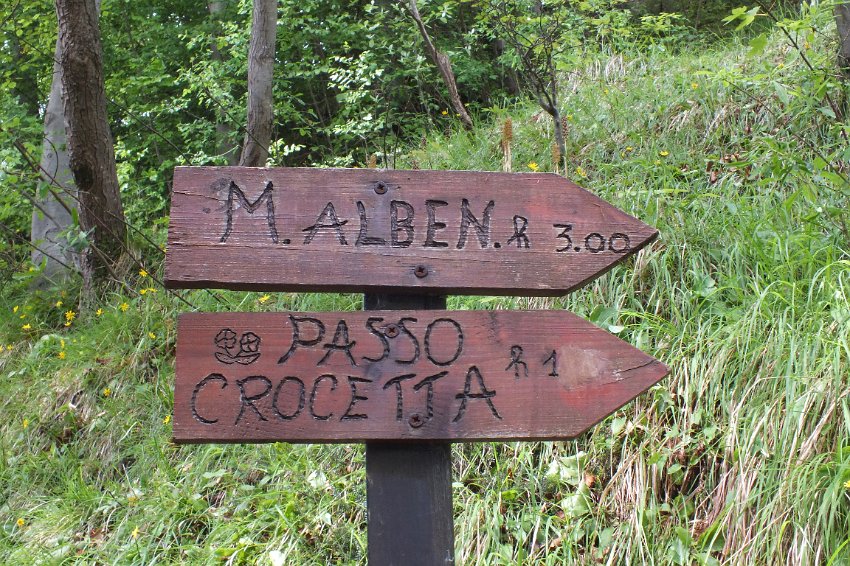 M. ALBEN. h 3.00
PASSO h 1
CROCETTA